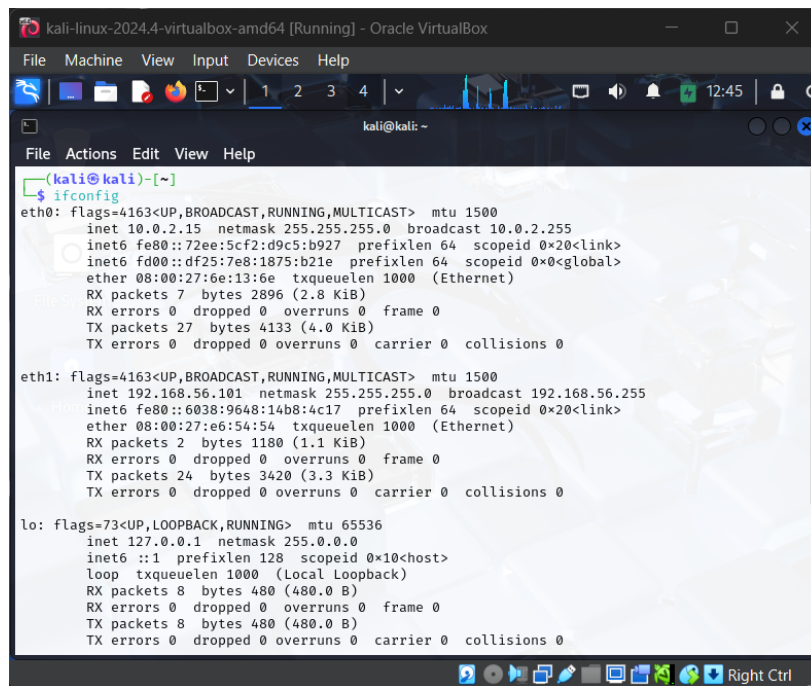 kali-linux-2024.4-virtualbox-amd64 [Running] - Oracle VirtualBox
File Machine View Input Devices Help
1 2 3 4 12:45
kali@kali: ~
File Actions Edit View Help
(kali㉿kali)-[~]
$ ifconfig
eth0: flags=4163<UP,BROADCAST,RUNNING,MULTICAST> mtu 1500
inet 10.0.2.15 netmask 255.255.255.0 broadcast 10.0.2.255
inet6 fe80::72ee:5cf2:d9c5:b927 prefixlen 64 scopeid 0×20<link>
inet6 fd00::df25:7e8:1875:b21e prefixlen 64 scopeid 0×0<global>
ether 08:00:27:6e:13:6e txqueuelen 1000 (Ethernet)
RX packets 7 bytes 2896 (2.8 KiB)
RX errors 0 dropped 0 overruns 0 frame 0
TX packets 27 bytes 4133 (4.0 KiB)
TX errors 0 dropped 0 overruns 0 carrier 0 collisions 0
eth1: flags=4163<UP,BROADCAST,RUNNING,MULTICAST> mtu 1500
inet 192.168.56.101 netmask 255.255.255.0 broadcast 192.168.56.255
inet6 fe80::6038:9648:14b8:4c17 prefixlen 64 scopeid 0×20<link>
ether 08:00:27:e6:54:54 txqueuelen 1000 (Ethernet)
RX packets 2 bytes 1180 (1.1 KiB)
RX errors 0 dropped 0 overruns 0 frame 0
TX packets 24 bytes 3420 (3.3 KiB)
TX errors 0 dropped 0 overruns 0 carrier 0 collisions 0
lo: flags=73<UP,LOOPBACK,RUNNING> mtu 65536
inet 127.0.0.1 netmask 255.0.0.0
inet6 ::1 prefixlen 128 scopeid 0×10<host>
loop txqueuelen 1000 (Local Loopback)
RX packets 8 bytes 480 (480.0 B)
RX errors 0 dropped 0 overruns 0 frame 0
TX packets 8 bytes 480 (480.0 B)
TX errors 0 dropped 0 overruns 0 carrier 0 collisions 0
Right Ctrl